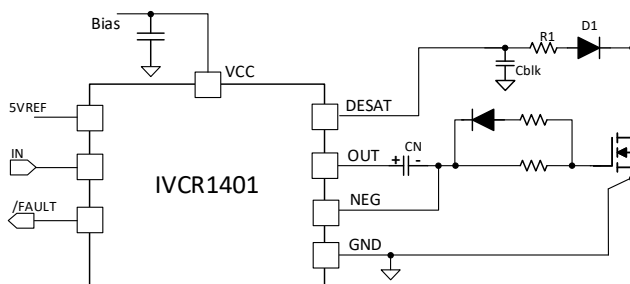 Bias
R1
D1
VCC
Cblk
5VREF
DESAT
IN
OUT
+
CN
-
IVCR1401
/FAULT
NEG
GND